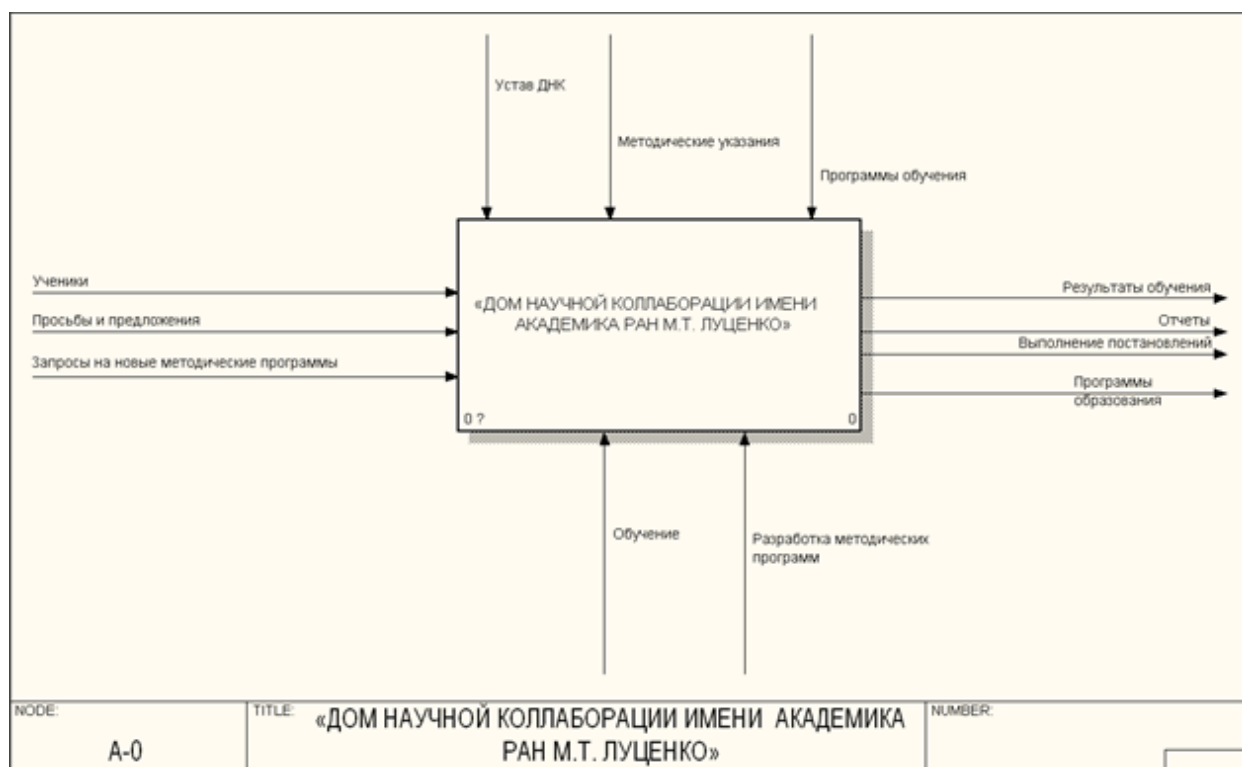 Устав ДНК
Методические указания
Программы обучения
Ученики
Просьбы и предложения
Запросы на новые методические программы
«ДОМ НАУЧНОЙ КОЛЛАБОРАЦИИ ИМЕНИ
АКАДЕМИКА РАН М.Т. ЛУЦЕНКО»
0 ?
0
Результаты обучения
Отчеты
Выполнение постановлений
Программы
образования
Обучение
Разработка методических
программ
NODE:
A-0
TITLE:
«ДОМ НАУЧНОЙ КОЛЛАБОРАЦИИ ИМЕНИ АКАДЕМИКА
РАН М.Т. ЛУЦЕНКО»
NUMBER: